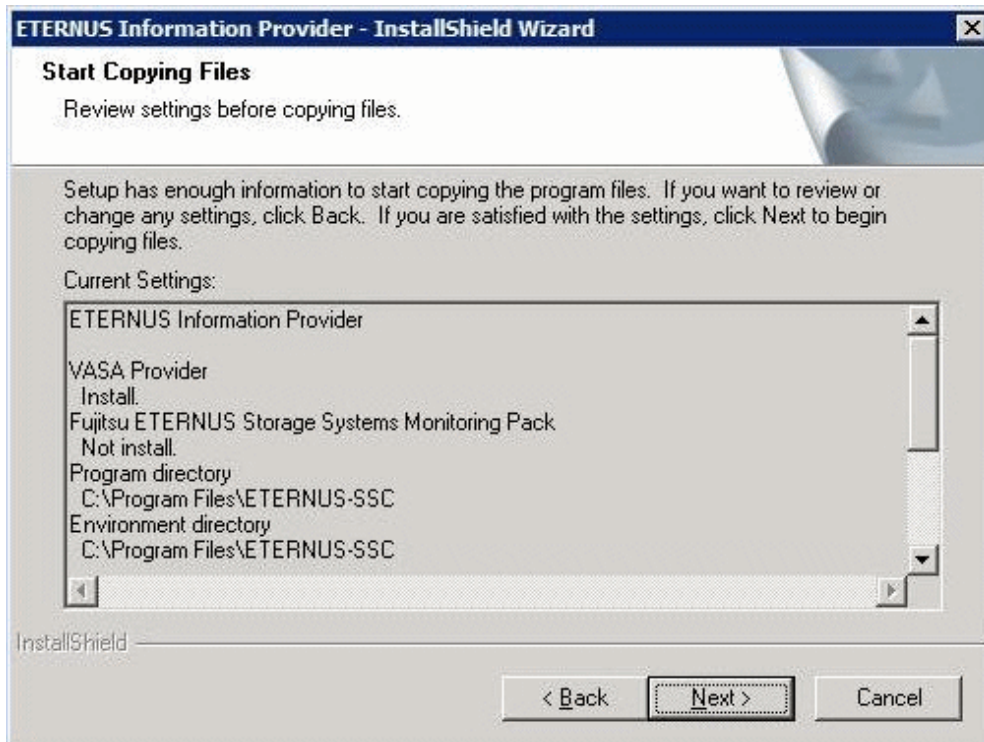 ETERNUS Information Provider - InstallShield Wizard
Start Copying Files
Review settings before copying files.
Setup has enough information to start copying the program files. If you want to review or
change any settings, click Back. If you are satisfied with the settings, click Next to begin
copying files.
Current Settings:
ETERNUS Information Provider
VASA Provider
Install.
Fujitsu ETERNUS Storage Systems Monitoring Pack
Not install.
Program directory
C:\Program Files\ETERNUS-SSC
Environment directory
C:\Program Files\ETERNUS-SSC
InstallShield
< Back
Next >
Cancel